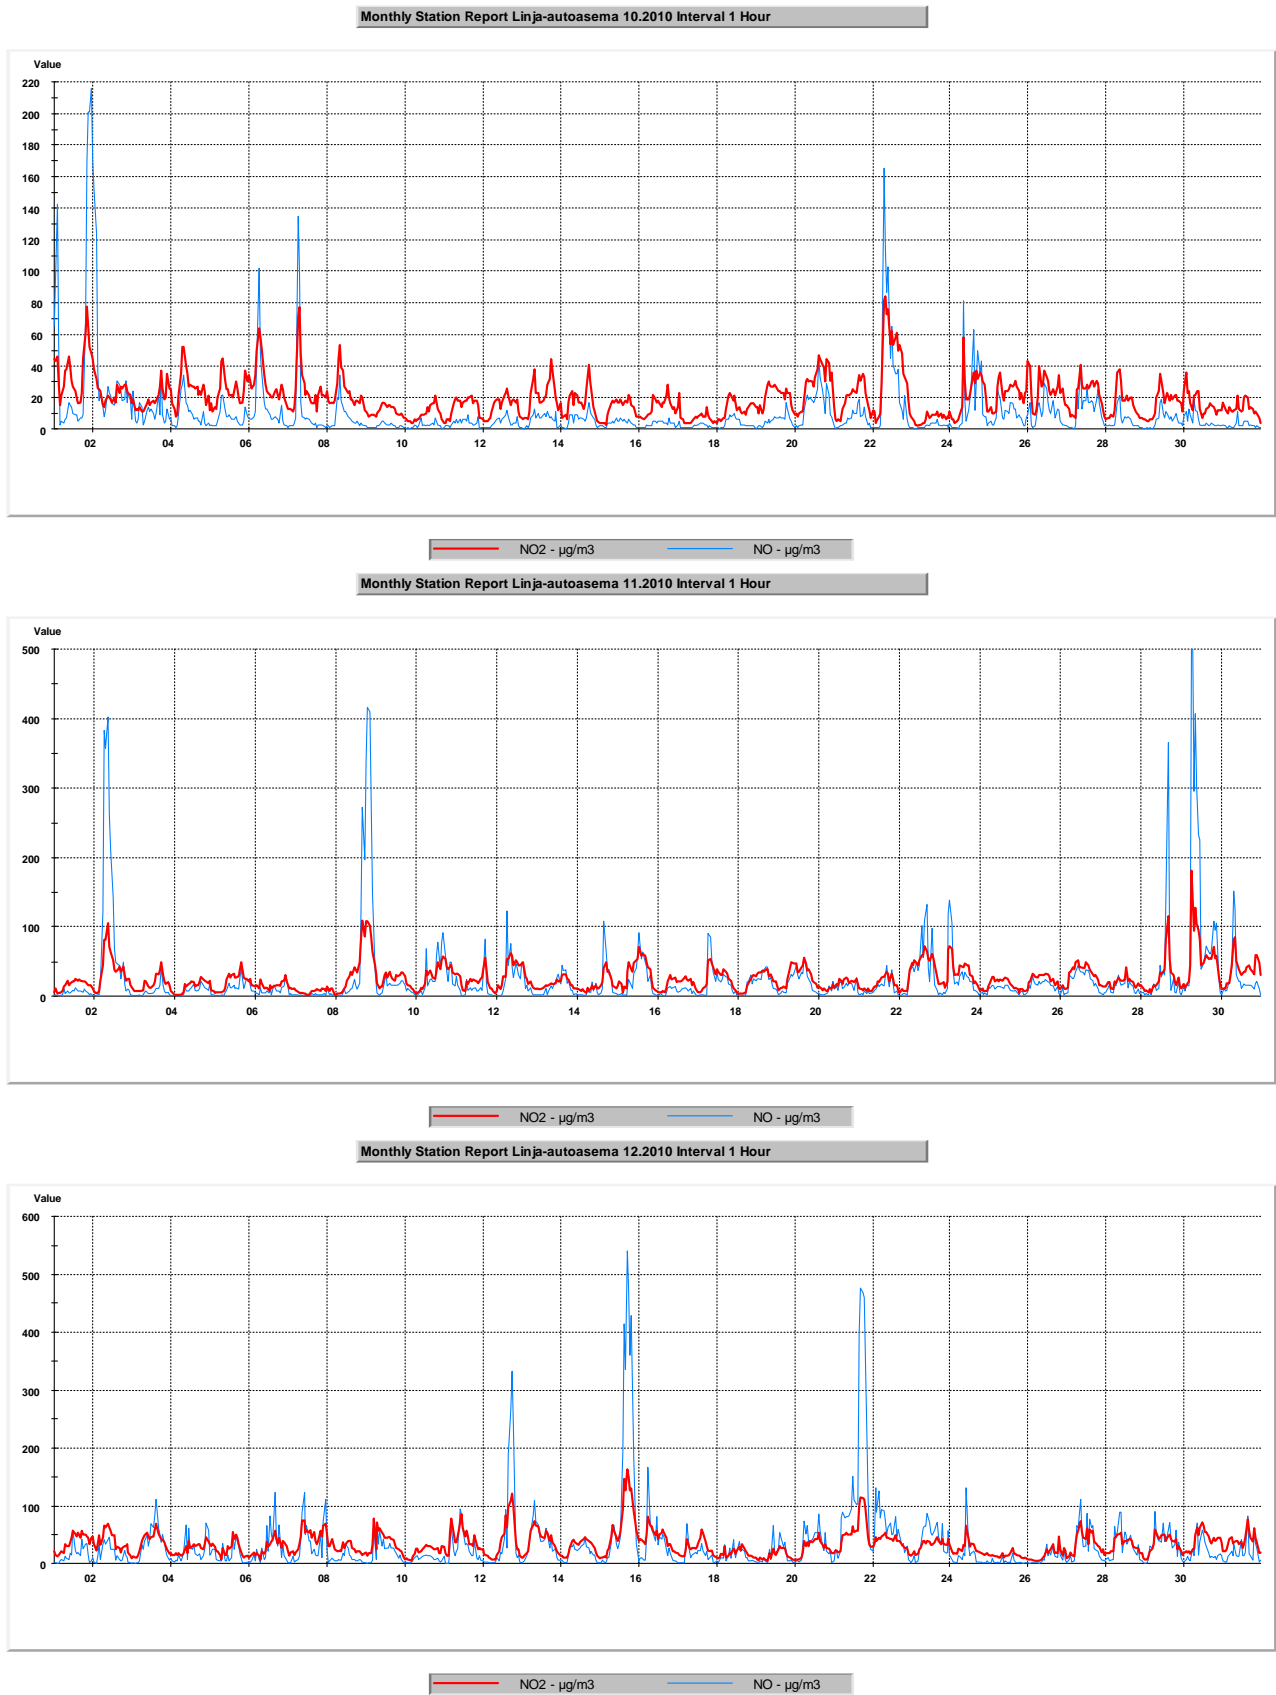 Monthly Station Report Linja-autoasema 10.2010 Interval 1 Hour
Value
220
200
180
160
140
120
100
80
60
40
20
0
02 04 06 08 10 12 14 16 18 20 22 24 26 28 30
NO2 - µg/m3 NO - µg/m3
Monthly Station Report Linja-autoasema 11.2010 Interval 1 Hour
Value
500
400
300
200
100
0
02 04 06 08 10 12 14 16 18 20 22 24 26 28 30
NO2 - µg/m3 NO - µg/m3
Monthly Station Report Linja-autoasema 12.2010 Interval 1 Hour
Value
600
500
400
300
200
100
0
02 04 06 08 10 12 14 16 18 20 22 24 26 28 30
NO2 - µg/m3 NO - µg/m3